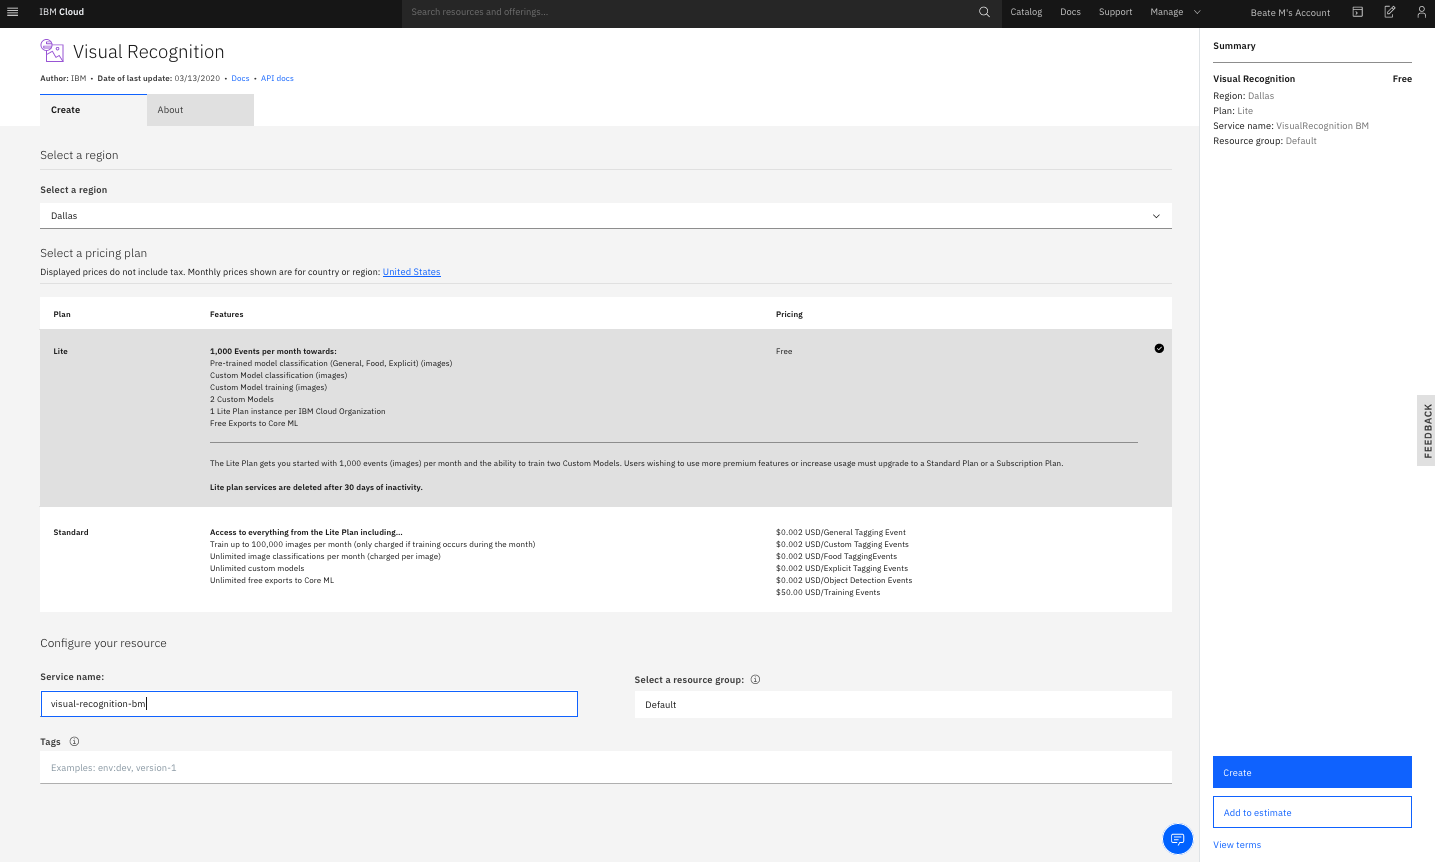 IBM Cloud
Search resources and offerings...
Catalog Docs Support Manage Beate M's Account
Visual Recognition
Author: IBM • Date of last update: 03/13/2020 • Docs • API docs
Create About
Select a region
Select a region
Dallas
Select a pricing plan
Displayed prices do not include tax. Monthly prices shown are for country or region: United States
Plan Features Pricing
Lite 1,000 Events per month towards: Free
Pre-trained model classification (General, Food, Explicit) (images)
Custom Model classification (images)
Custom Model training (images)
2 Custom Models
1 Lite Plan instance per IBM Cloud Organization
Free Exports to Core ML
The Lite Plan gets you started with 1,000 events (images) per month and the ability to train two Custom Models. Users wishing to use more premium features or increase usage must upgrade to a Standard Plan or a Subscription Plan.
Lite plan services are deleted after 30 days of inactivity.
Standard Access to everything from the Lite Plan including... $0.002 USD/General Tagging Event
Train up to 100,000 images per month (only charged if training occurs during the month) $0.002 USD/Custom Tagging Events
Unlimited image classifications per month (charged per image) $0.002 USD/Food TaggingEvents
Unlimited custom models $0.002 USD/Explicit Tagging Events
Unlimited free exports to Core ML $0.002 USD/Object Detection Events
$50.00 USD/Training Events
Configure your resource
Service name: Select a resource group:
visual-recognition-bm Default
Tags
Examples: env:dev, version-1
Summary
Visual Recognition Free
Region: Dallas
Plan: Lite
Service name: VisualRecognition BM
Resource group: Default
FEEDBACK
Create
Add to estimate
View terms